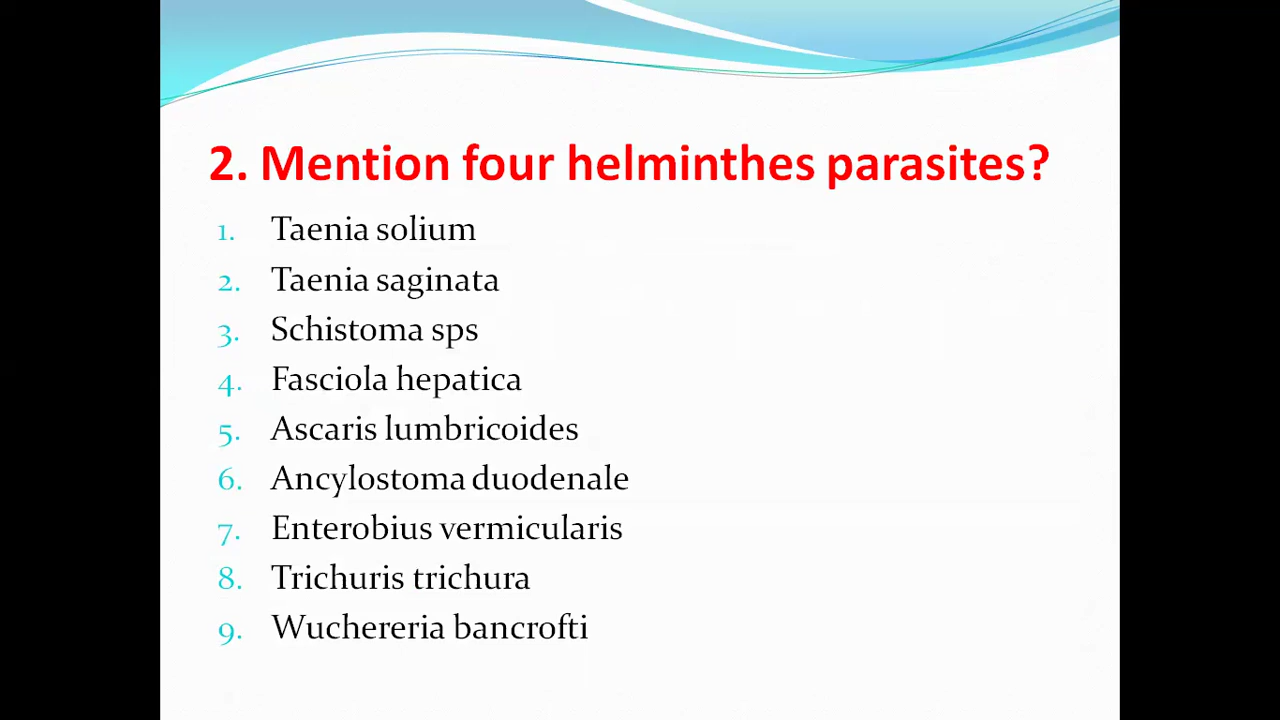 2. Mention four helminthes parasites?
1. Taenia solium
2. Taenia saginata
3. Schistoma sps
4. Fasciola hepatica
5. Ascaris lumbricoides
6. Ancylostoma duodenale
7. Enterobius vermicularis
8. Trichuris trichura
9. Wuchereria bancrofti